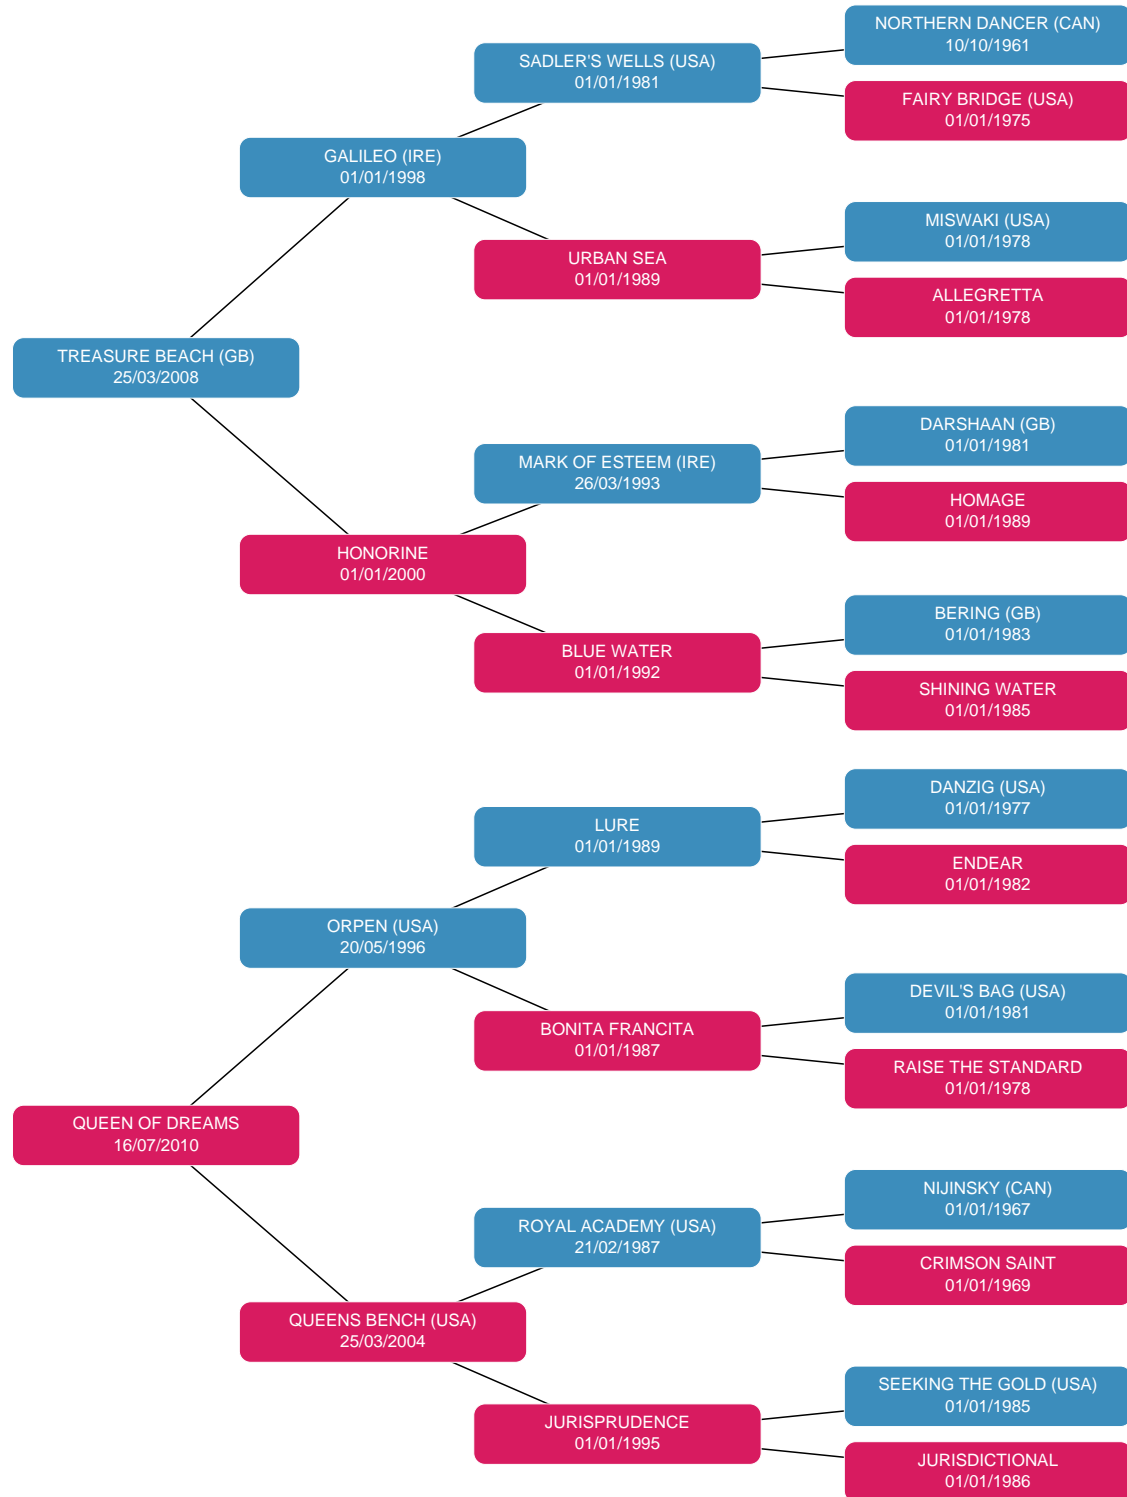 NORTHERN DANCER (CAN)
10/10/1961
SADLER'S WELLS (USA)
01/01/1981
FAIRY BRIDGE (USA)
01/01/1975
GALILEO (IRE)
01/01/1998
MISWAKI (USA)
01/01/1978
URBAN SEA
01/01/1989
ALLEGRETTA
01/01/1978
TREASURE BEACH (GB)
25/03/2008
DARSHAAN (GB)
01/01/1981
MARK OF ESTEEM (IRE)
26/03/1993
HOMAGE
01/01/1989
HONORINE
01/01/2000
BERING (GB)
01/01/1983
BLUE WATER
01/01/1992
SHINING WATER
01/01/1985
DANZIG (USA)
01/01/1977
LURE
01/01/1989
ENDEAR
01/01/1982
ORPEN (USA)
20/05/1996
DEVIL'S BAG (USA)
01/01/1981
BONITA FRANCITA
01/01/1987
RAISE THE STANDARD
01/01/1978
QUEEN OF DREAMS
16/07/2010
NIJINSKY (CAN)
01/01/1967
ROYAL ACADEMY (USA)
21/02/1987
CRIMSON SAINT
01/01/1969
QUEENS BENCH (USA)
25/03/2004
SEEKING THE GOLD (USA)
01/01/1985
JURISPRUDENCE
01/01/1995
JURISDICTIONAL
01/01/1986